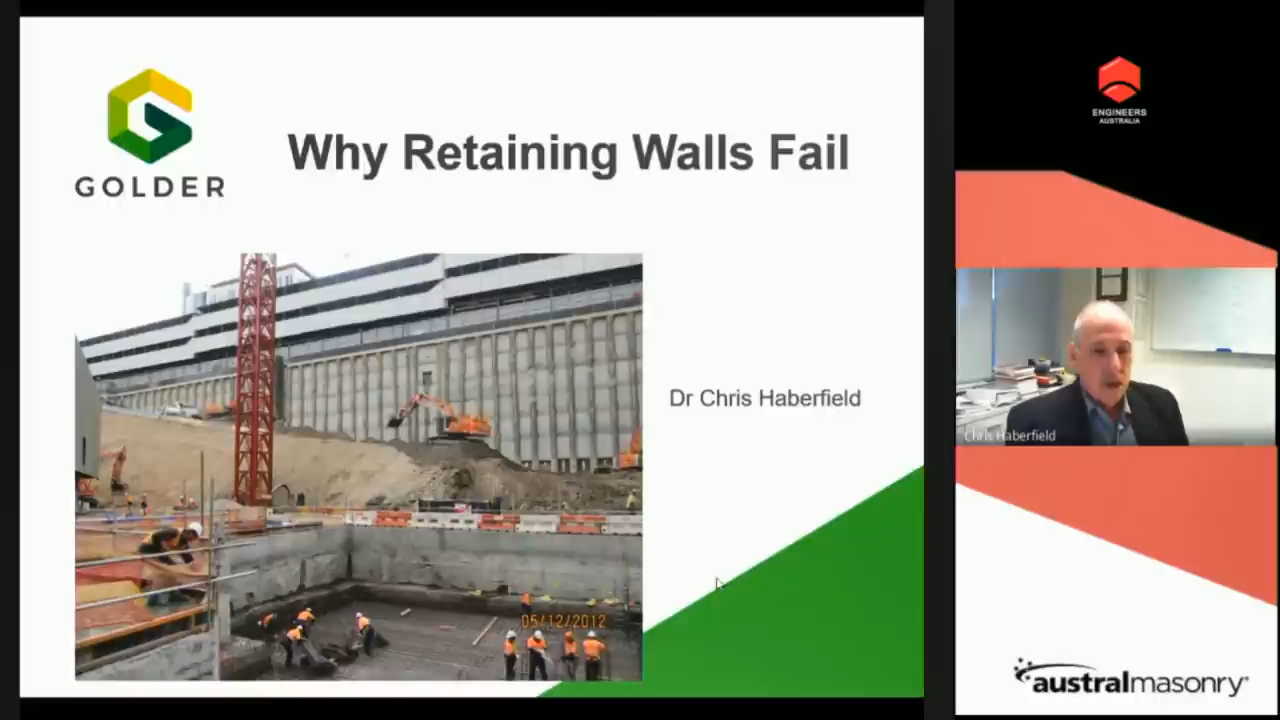 GOLDER
Why Retaining Walls Fail
Dr Chris Haberfield
05/12/2012
ENGINEERS
AUSTRALIA
Chris Haberfield
australmasonry